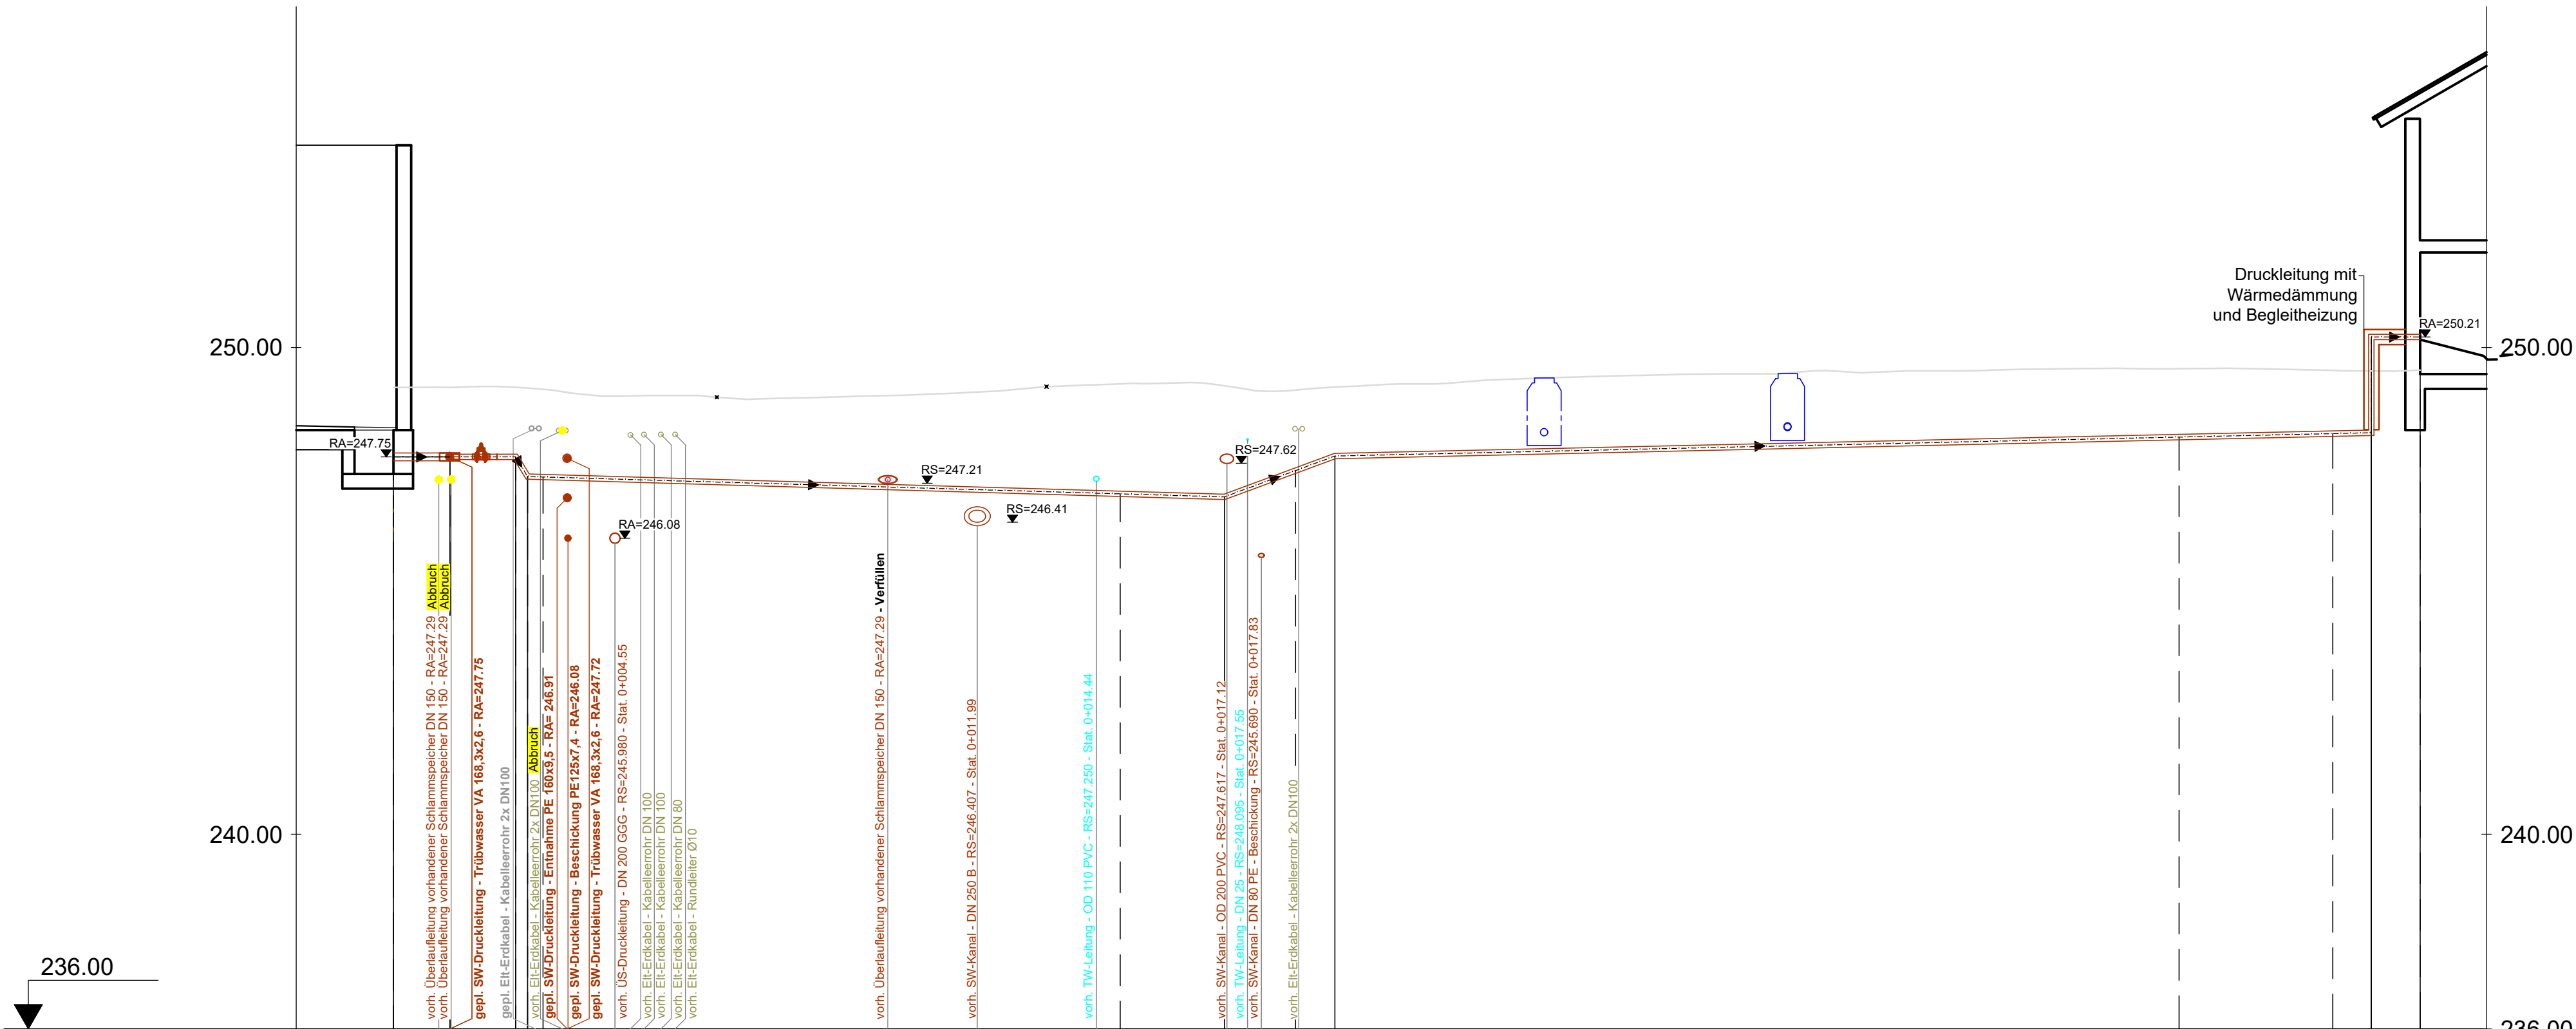 Druckleitung mit
Wärmedämmung
und Begleitheizung
RA=250.21
250.00
250.00
RA=247.75
RS=247.62
RS=247.21
RS=246.41
RA=246.08
240.00
240.00
236.00
236.00
vorh. Überlaufleitung vorhandener Schlammspeicher DN 150 - RA=247.29 Abbruch
vorh. Überlaufleitung vorhandener Schlammspeicher DN 150 - RA=247.29 Abbruch
gepl. SW-Druckleitung - Trübwasser VA 168,3x2,6 - RA=247.75
gepl. Elt-Erdkabel - Kabelleerrohr 2x DN100
vorh. Elt-Erdkabel - Kabelleerrohr 2x DN100 Abbruch
gepl. SW-Druckleitung - Entnahme PE 160x9,5 - RA= 246.91
gepl. SW-Druckleitung - Beschickung PE125x7,4 - RA=246.08
gepl. SW-Druckleitung - Trübwasser VA 168,3x2,6 - RA=247.72
vorh. ÜS-Druckleitung - DN 200 GGG - RS=245.980 - Stat. 0+004.55
vorh. Elt-Erdkabel - Kabelleerrohr DN 100
vorh. Elt-Erdkabel - Kabelleerrohr DN 100
vorh. Elt-Erdkabel - Kabelleerrohr DN 80
vorh. Elt-Erdkabel - Rundleiter Ø10
vorh. Überlaufleitung vorhandener Schlammspeicher DN 150 - RA=247.29 - Verfüllen
vorh. SW-Kanal - DN 250 B - RS=246.407 - Stat. 0+011.99
vorh. TW-Leitung - OD 110 PVC - RS=247.250 - Stat. 0+014.44
vorh. SW-Kanal - OD 200 PVC - RS=247.617 - Stat. 0+017.12
vorh. TW-Leitung - DN 25 - RS=248.095 - Stat. 0+017.55
vorh. SW-Kanal - DN 80 PE - Beschickung - RS=245.690 - Stat. 0+017.83
vorh. Elt-Erdkabel - Kabelleerrohr 2x DN100